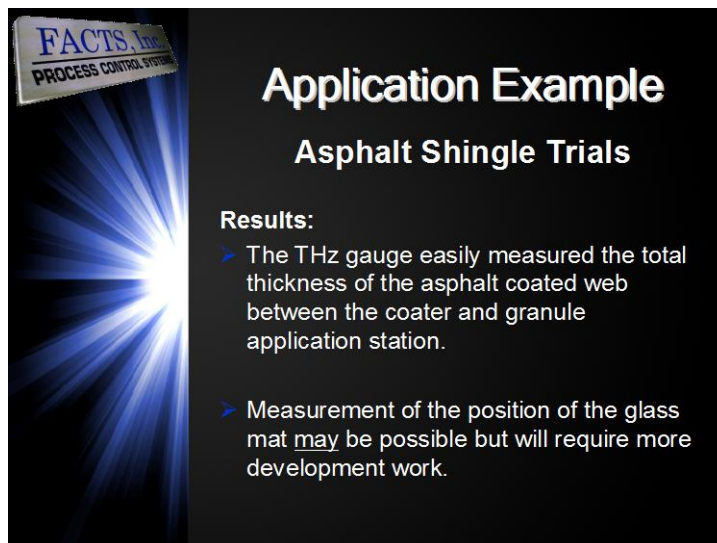 FACTS, Inc.
PROCESS CONTROL SYSTEMS
Application Example
Asphalt Shingle Trials
Results:
The THz gauge easily measured the total
thickness of the asphalt coated web
between the coater and granule
application station.
Measurement of the position of the glass
mat may be possible but will require more
development work.